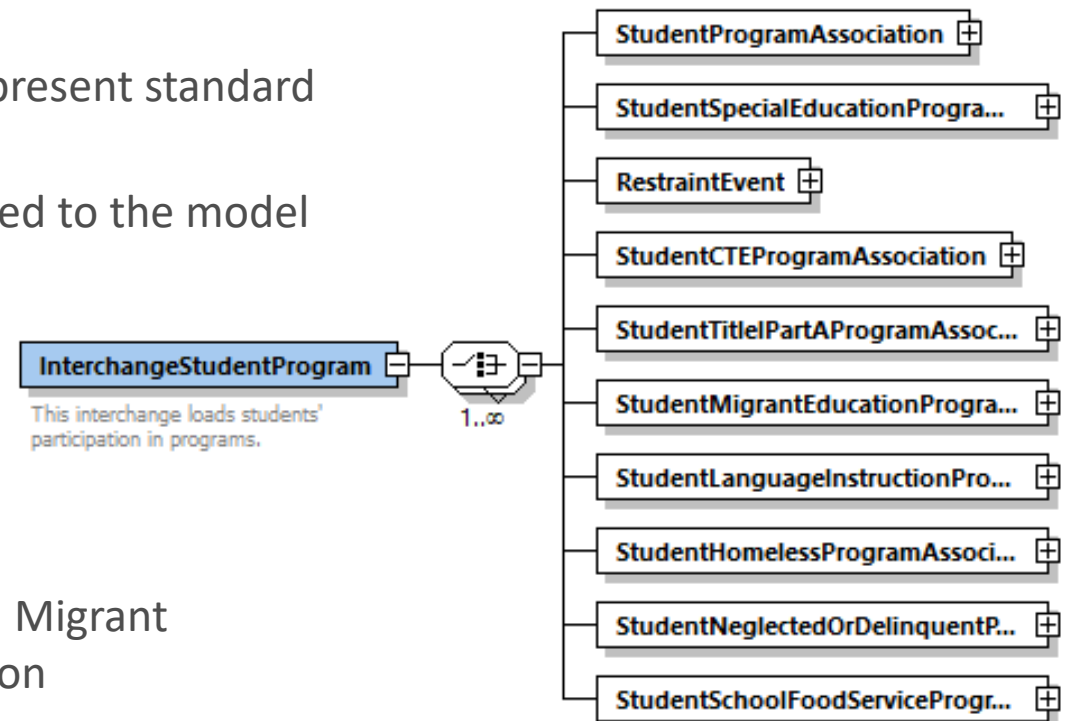 present standard
ed to the model
Migrant
on
InterchangeStudentProgram
This interchange loads students'
participation in programs.
1..∞
StudentProgramAssociation
StudentSpecialEducationProgra...
RestraintEvent
StudentCTEProgramAssociation
StudentTitleIPartAProgramAssoc...
StudentMigrantEducationProgra...
StudentLanguageInstructionPro...
StudentHomelessProgramAssoci...
StudentNeglectedOrDelinquentP...
StudentSchoolFoodServiceProgr...